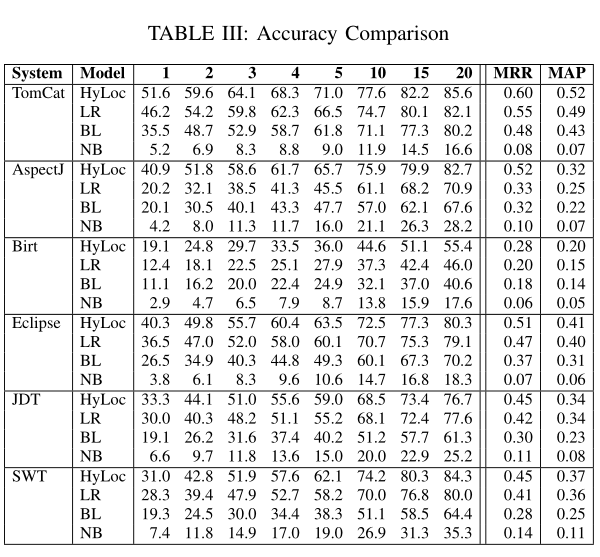 TABLE III: Accuracy Comparison
System Model 1 2 3 4 5 10 15 20 MRR MAP
TomCat HyLoc 51.6 59.6 64.1 68.3 71.0 77.6 82.2 85.6 0.60 0.52
LR 46.2 54.2 59.8 62.3 66.5 74.7 80.1 82.1 0.55 0.49
BL 35.5 48.7 52.9 58.7 61.8 71.1 77.3 80.2 0.48 0.43
NB 5.2 6.9 8.3 8.8 9.0 11.9 14.5 16.6 0.08 0.07
AspectJ HyLoc 40.9 51.8 58.6 61.7 65.7 75.9 79.9 82.7 0.52 0.32
LR 20.2 32.1 38.5 41.3 45.5 61.1 68.2 70.9 0.33 0.25
BL 20.1 30.5 40.1 43.3 47.7 57.0 62.1 67.6 0.32 0.22
NB 4.2 8.0 11.3 11.7 16.0 21.1 26.3 28.2 0.10 0.07
Birt HyLoc 19.1 24.8 29.7 33.5 36.0 44.6 51.1 55.4 0.28 0.20
LR 12.4 18.1 22.5 25.1 27.9 37.3 42.4 46.0 0.20 0.15
BL 11.1 16.2 20.0 22.4 24.9 32.1 37.0 40.6 0.18 0.14
NB 2.9 4.7 6.5 7.9 8.7 13.8 15.9 17.6 0.06 0.05
Eclipse HyLoc 40.3 49.8 55.7 60.4 63.5 72.5 77.3 80.3 0.51 0.41
LR 36.5 47.0 52.0 58.0 60.1 70.7 75.3 79.1 0.47 0.40
BL 26.5 34.9 40.3 44.8 49.3 60.1 67.3 70.2 0.37 0.31
NB 3.8 6.1 8.3 9.6 10.6 14.7 16.8 18.3 0.07 0.06
JDT HyLoc 33.3 44.1 51.0 55.6 59.0 68.5 73.4 76.7 0.45 0.34
LR 30.0 40.3 48.2 51.1 55.2 68.1 72.4 77.6 0.42 0.34
BL 19.1 26.2 31.6 37.4 40.2 51.2 57.7 61.3 0.30 0.23
NB 6.6 9.7 11.8 13.6 15.0 20.0 22.9 25.2 0.11 0.08
SWT HyLoc 31.0 42.8 51.9 57.6 62.1 74.2 80.3 84.3 0.45 0.37
LR 28.3 39.4 47.9 52.7 58.2 70.0 76.8 80.0 0.41 0.36
BL 19.3 24.5 30.0 34.4 38.3 51.1 58.5 64.4 0.28 0.25
NB 7.4 11.8 14.9 17.0 19.0 26.9 31.3 35.3 0.14 0.11